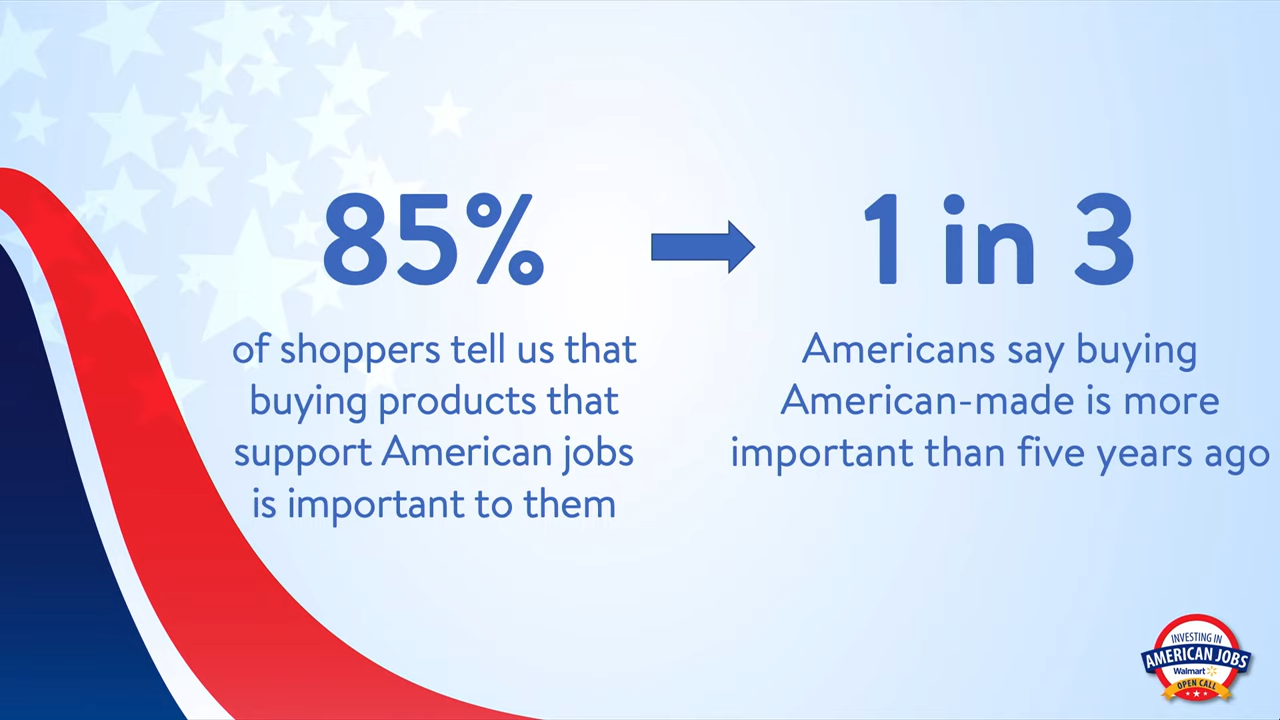 85%
of shoppers tell us that
buying products that
support American jobs
is important to them
1 in 3
Americans say buying
American-made is more
important than five years ago
INVESTING IN
AMERICAN JOBS
Walmart
OPEN CALL